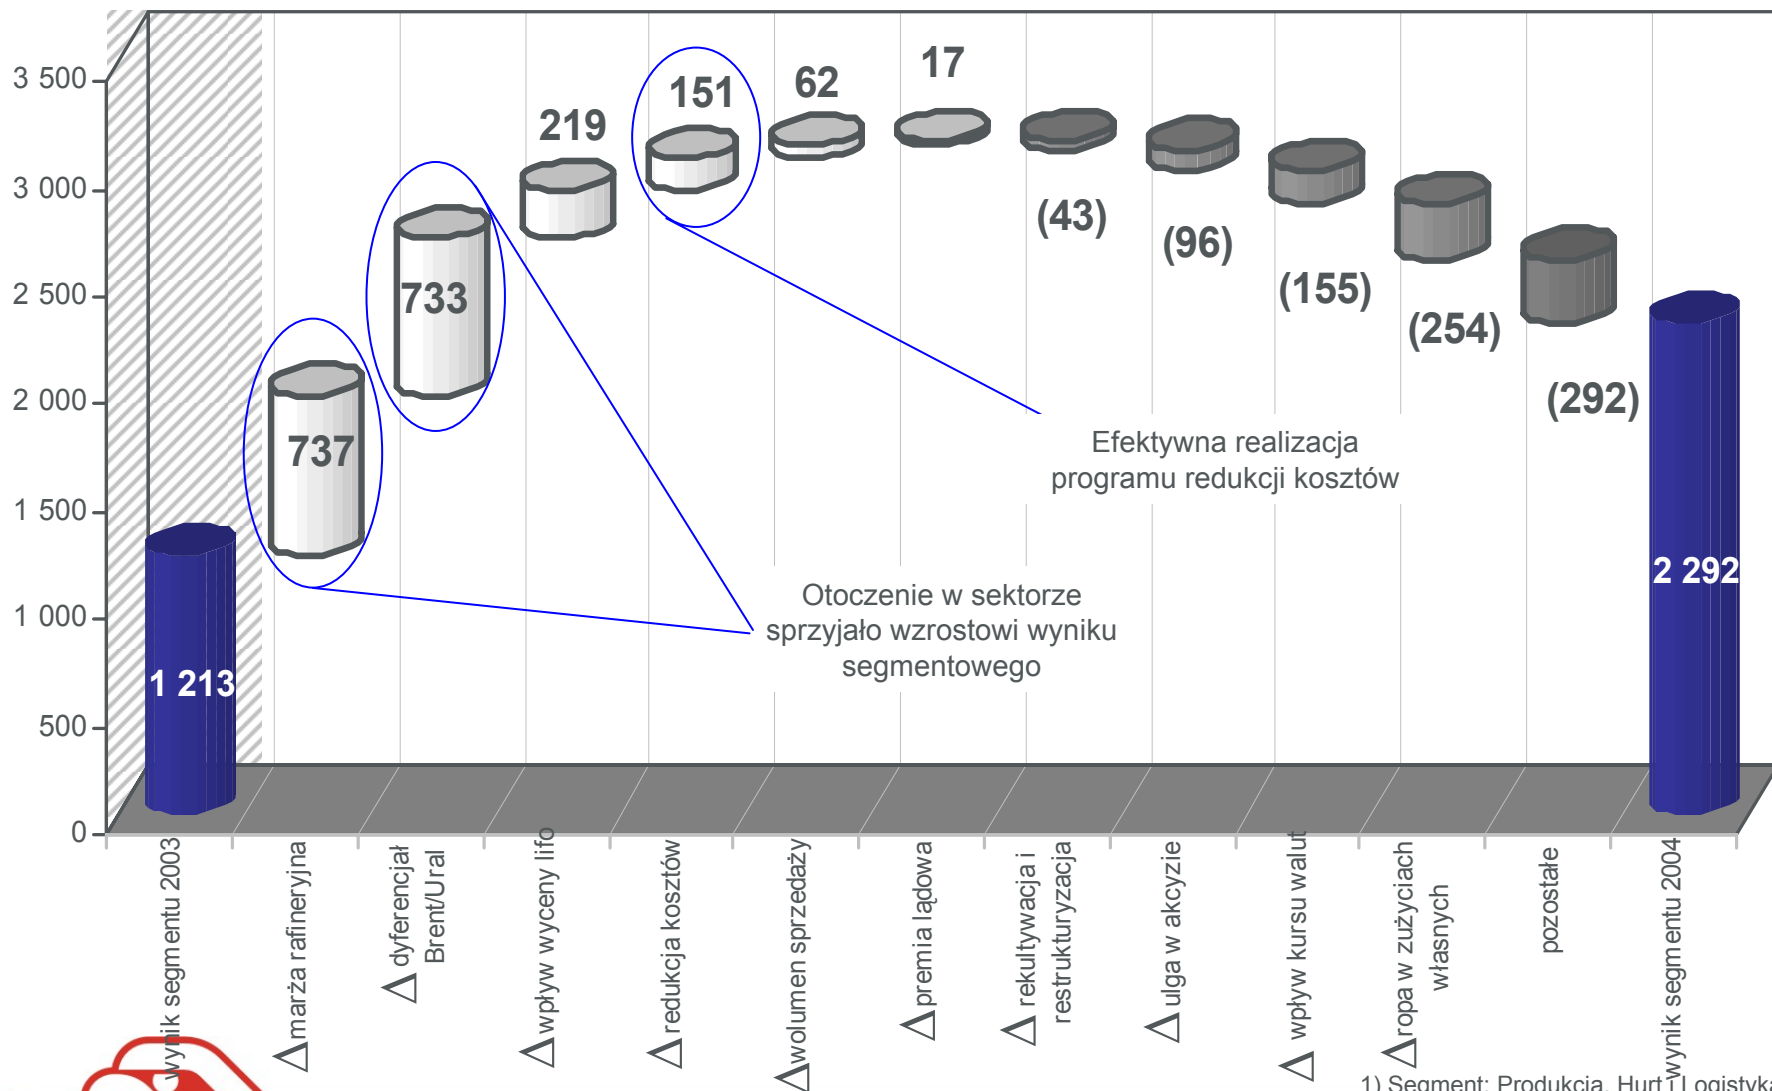 3 500
3 000
2 500
2 000
1 500
1 000
500
0
1 213
737
733
219
151
62
17
(43)
(96)
(155)
(254)
(292)
2 292
Efektywna realizacja
programu redukcji kosztów
Otoczenie w sektorze
sprzyjało wzrostowi wyniku
segmentowego
wynik segmentu 2003
△ marża rafineryjna
△ dyferencjał
Brent/Ural
△ wpływ wyceny lifo
△ redukcja kosztów
△ wolumen sprzedaży
△ premia lądowa
△ rekultywacja i
restrukturyzacja
△ ulga w akcyzie
△ wpływ kursu walut
△ ropa w zużyciach
własnych
pozostałe
wynik segmentu 2004
1) Segment: Produkcja, Hurt i Logistyka